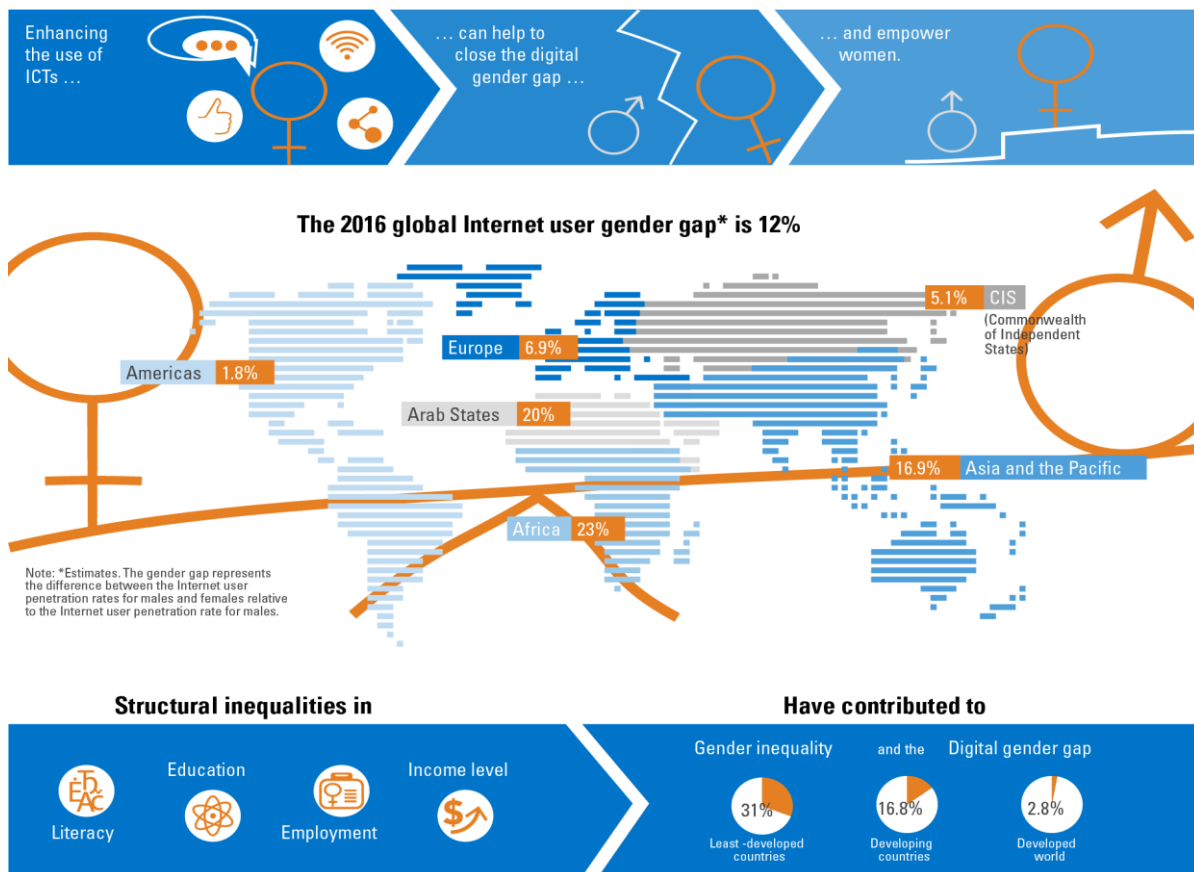 Enhancing
the use of
ICTs ...
... can help to
close the digital
gender gap ...
... and empower
women.
The 2016 global Internet user gender gap* is 12%
5.1% CIS
(Commonwealth
of Independent
States)
Europe 6.9%
Americas 1.8%
Arab States 20%
16.9% Asia and the Pacific
Africa 23%
Note: *Estimates. The gender gap represents
the difference between the Internet user
penetration rates for males and females relative
to the Internet user penetration rate for males.
Structural inequalities in
Literacy
Education
Employment
Income level
Have contributed to
Gender inequality and the Digital gender gap
31%
Least -developed
countries
16.8%
Developing
countries
2.8%
Developed
world